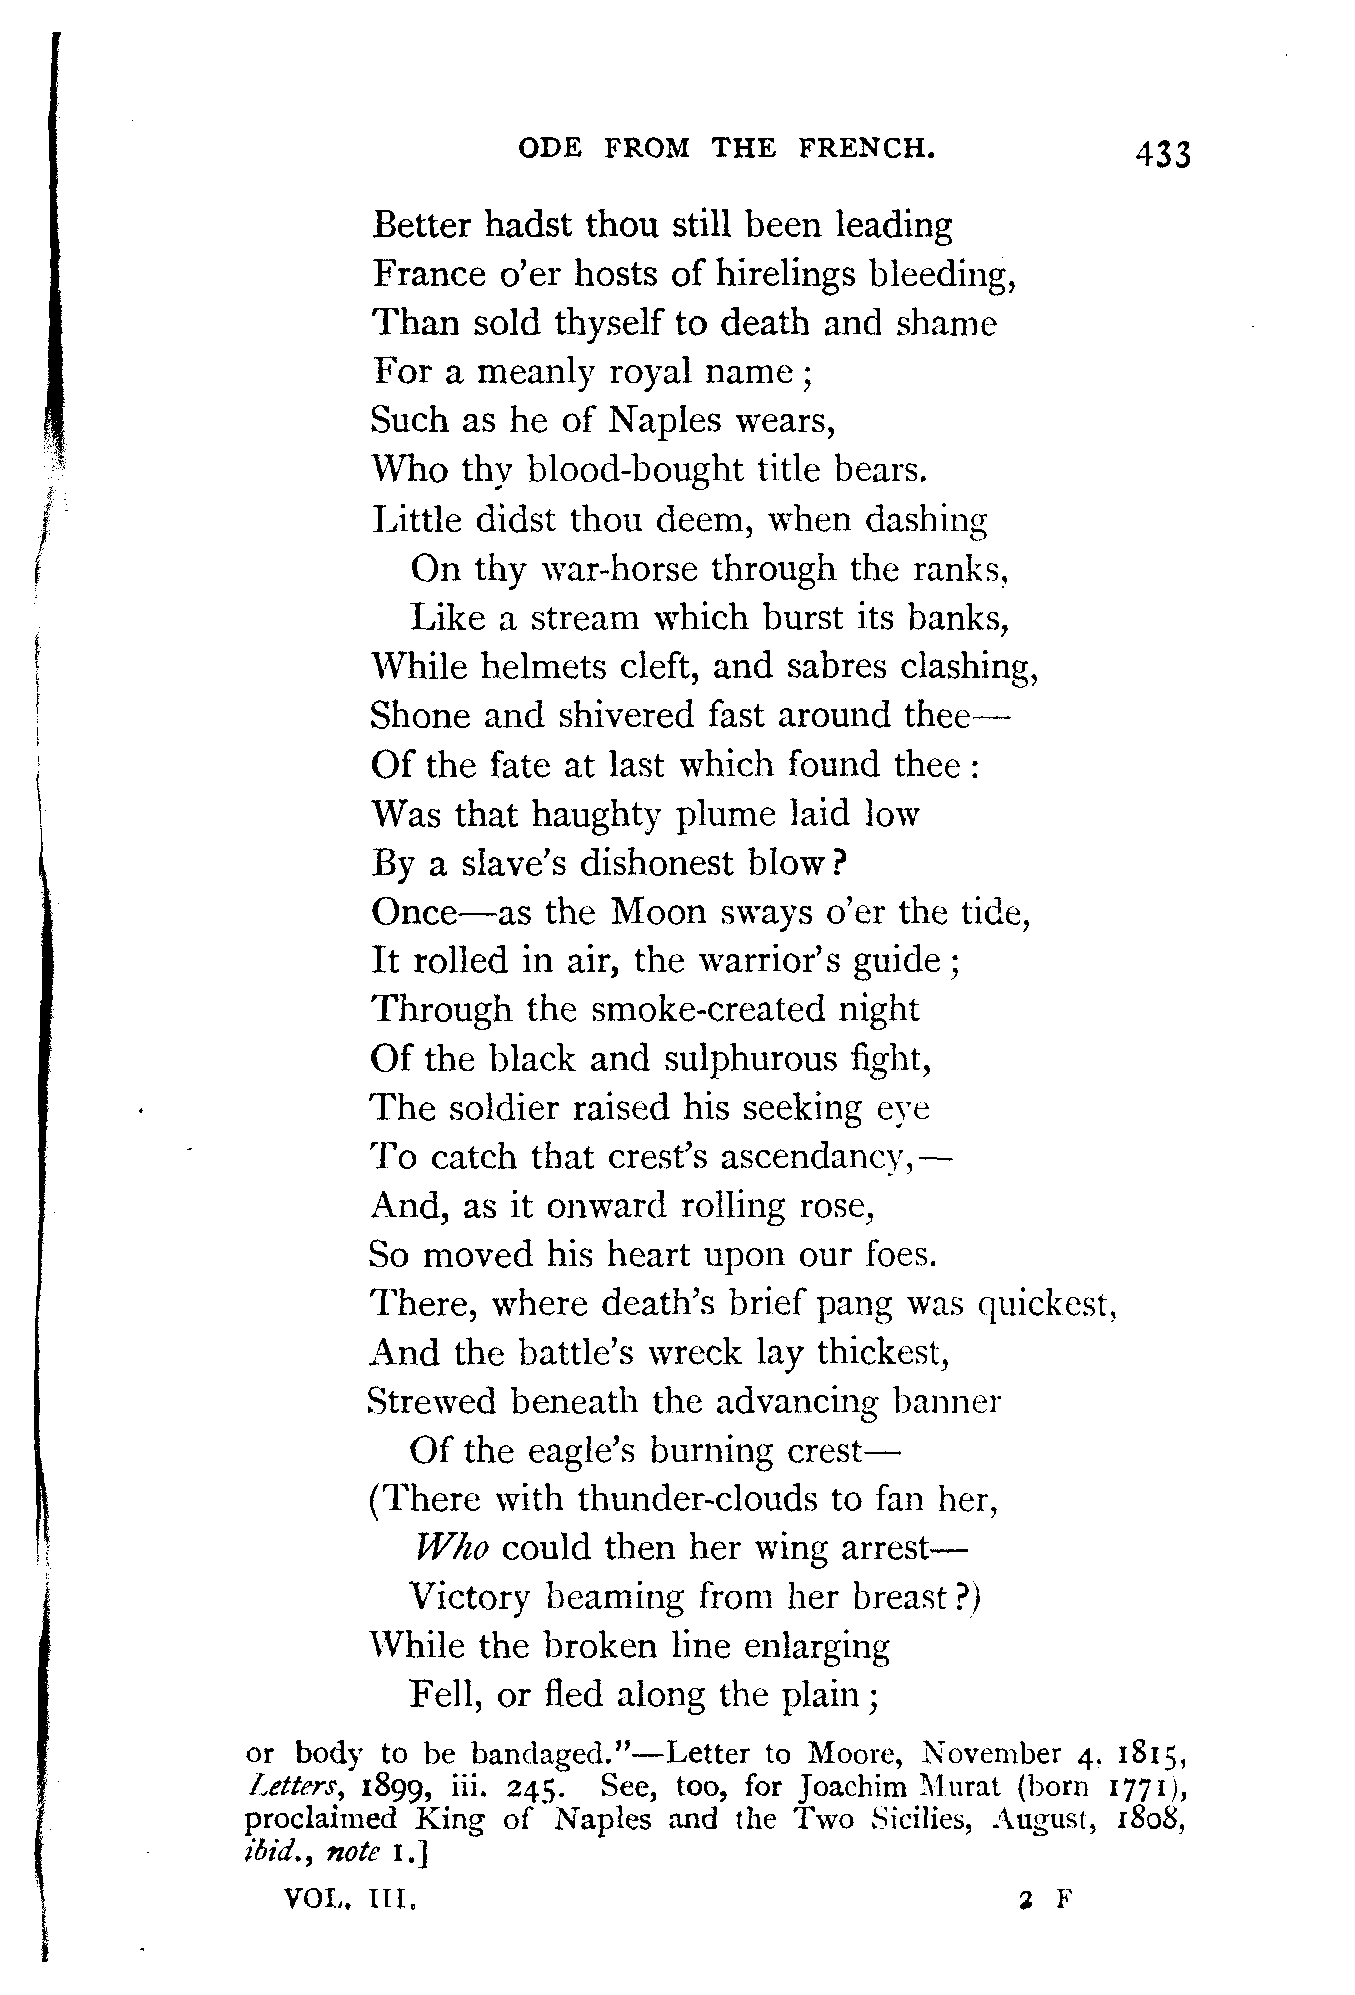 ODE FROM THE FRENCH. 433
Better hadst thou still been leading
France o'er hosts of hirelings bleeding,
Than sold thyself to death and shame
For a meanly royal name;
Such as he of Naples wears,
Who thy blood-bought title bears.
Little didst thou deem, when dashing
On thy war-horse through the ranks,
Like a stream which burst its banks,
While helmets cleft, and sabres clashing,
Shone and shivered fast around thee—
Of the fate at last which found thee:
Was that haughty plume laid low
By a slave's dishonest blow?
Once—as the Moon sways o'er the tide,
It rolled in air, the warrior's guide;
Through the smoke-created night
Of the black and sulphurous fight,
The soldier raised his seeking eye
To catch that crest's ascendancy,—
And, as it onward rolling rose,
So moved his heart upon our foes.
There, where death's brief pang was quickest,
And the battle's wreck lay thickest,
Strewed beneath the advancing banner
Of the eagle's burning crest—
(There with thunder-clouds to fan her,
Who could then her wing arrest—
Victory beaming from her breast?)
While the broken line enlarging
Fell, or fled along the plain;
or body to be bandaged."—Letter to Moore, November 4, 1815,
Letters, 1899, iii. 245. See, too, for Joachim Murat (born 1771),
proclaimed King of Naples and the Two Sicilies, August, 1808,
ibid., note 1.]
VOL. III. 2 F